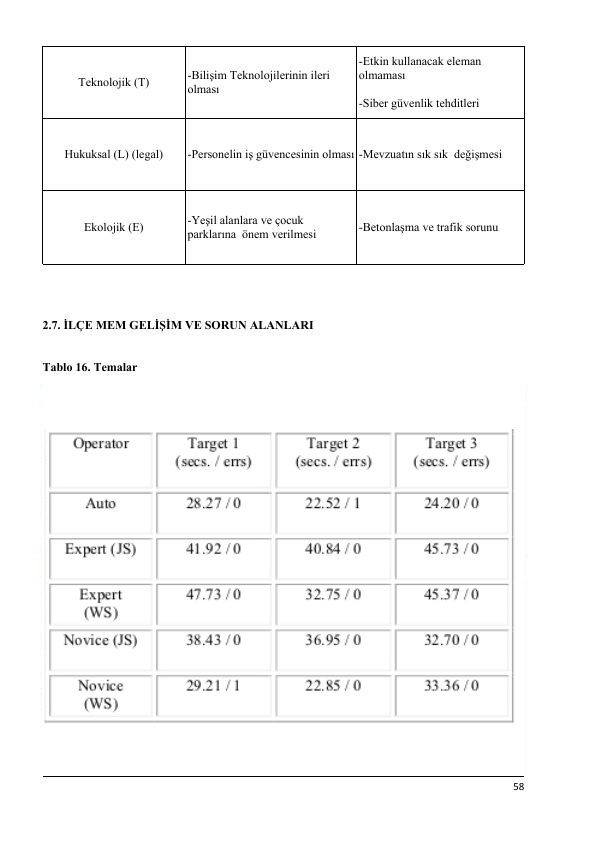 Teknolojik (T)
-Bilişim Teknolojilerinin ileri
olması
-Etkin kullanacak eleman
olmaması
-Siber güvenlik tehditleri
Hukuksal (L) (legal)
-Personelin iş güvencesinin olması
-Mevzuatın sık sık  değişmesi
Ekolojik (E)
-Yeşil alanlara ve çocuk
parklarına  önem verilmesi
-Betonlaşma ve trafik sorunu
2.7. İLÇE MEM GELİŞİM VE SORUN ALANLARI
Tablo 16. Temalar
Operator
Target 1
(secs. / errs)
Target 2
(secs. / errs)
Target 3
(secs. / errs)
Auto
28.27 / 0
22.52 / 1
24.20 / 0
Expert (JS)
41.92 / 0
40.84 / 0
45.73 / 0
Expert
(WS)
47.73 / 0
32.75 / 0
45.37 / 0
Novice (JS)
38.43 / 0
36.95 / 0
32.70 / 0
Novice
(WS)
29.21 / 1
22.85 / 0
33.36 / 0
58